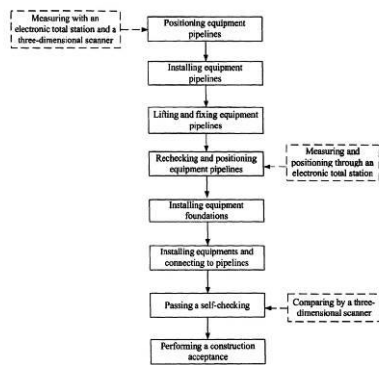 Measuring with an
electronic total station and a
three-dimensional scanner
Positioning equipment
pipelines
Installing equipment
pipelines
Lifting and fixing equipment
pipelines
Rechecking and positioning
equipment pipelines
Measuring and
positioning through an
electronic total station
Installing equipment
foundations
Installing equipments and
connecting to pipelines
Passing a self-checking
Comparing by a three-
dimensional scanner
Performing a construction
acceptance